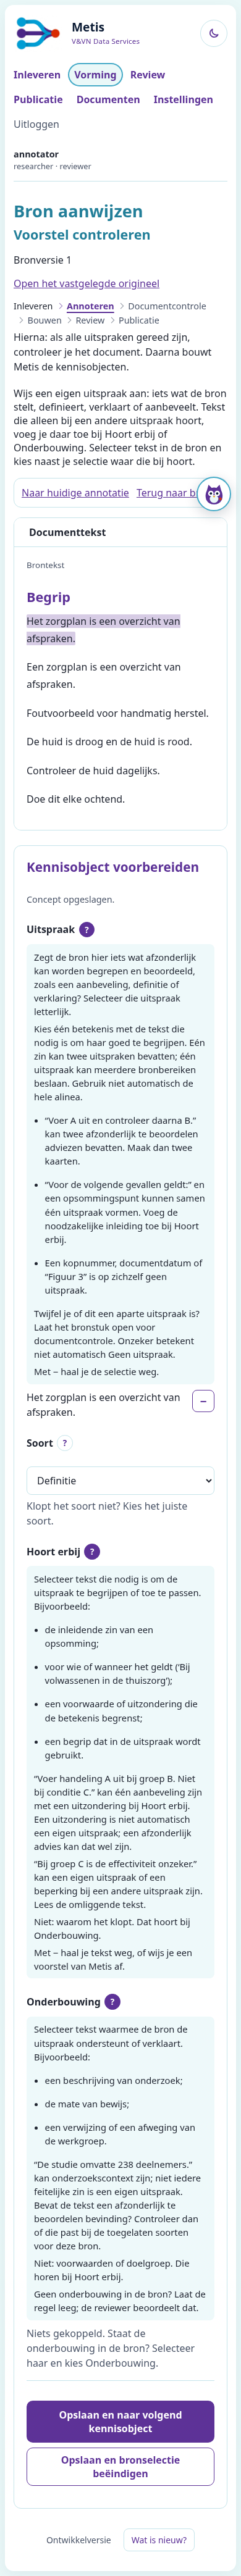 Metis
V&VN Data Services
Inleveren
Vorming
Review
Publicatie
Documenten
Instellingen
Uitloggen
annotator
researcher · reviewer
Bron aanwijzen
Voorstel controleren
Bronversie 1
Open het vastgelegde origineel
Inleveren > Annoteren > Documentcontrole
> Bouwen > Review > Publicatie
Hierna: als alle uitspraken gereed zijn,
controleer je het document. Daarna bouwt
Metis de kennisobjecten.
Wijs een eigen uitspraak aan: iets wat de bron
stelt, definieert, verklaart of aanbeveelt. Tekst
die alleen bij een andere uitspraak hoort,
voeg je daar toe bij Hoort erbij of
Onderbouwing. Selecteer tekst in de bron en
kies naast je selectie waar die bij hoort.
Naar huidige annotatie
Terug naar b
Documenttekst
Brontekst
Begrip
Het zorgplan is een overzicht van
afspraken.
Een zorgplan is een overzicht van
afspraken.
Foutvoorbeeld voor handmatig herstel.
De huid is droog en de huid is rood.
Controleer de huid dagelijks.
Doe dit elke ochtend.
Kennisobject voorbereiden
Concept opgeslagen.
Uitspraak ?
Zegt de bron hier iets wat afzonderlijk
kan worden begrepen en beoordeeld,
zoals een aanbeveling, definitie of
verklaring? Selecteer die uitspraak
letterlijk.
Kies één betekenis met de tekst die
nodig is om haar goed te begrijpen. Eén
zin kan twee uitspraken bevatten; één
uitspraak kan meerdere bronbereiken
beslaan. Gebruik niet automatisch de
hele alinea.
• “Voer A uit en controleer daarna B.”
kan twee afzonderlijk te beoordelen
adviezen bevatten. Maak dan twee
kaarten.
• “Voor de volgende gevallen geldt:” en
een opsommingspunt kunnen samen
één uitspraak vormen. Voeg de
noodzakelijke inleiding toe bij Hoort
erbij.
• Een kopnummer, documentdatum of
“Figuur 3” is op zichzelf geen
uitspraak.
Twijfel je of dit een aparte uitspraak is?
Laat het bronstuk open voor
documentcontrole. Onzeker betekent
niet automatisch Geen uitspraak.
Met − haal je de selectie weg.
Het zorgplan is een overzicht van
afspraken.
−
Soort ?
Definitie
Klopt het soort niet? Kies het juiste
soort.
Hoort erbij ?
Selecteer tekst die nodig is om de
uitspraak te begrijpen of toe te passen.
Bijvoorbeeld:
• de inleidende zin van een
opsomming;
• voor wie of wanneer het geldt (‘Bij
volwassenen in de thuiszorg’);
• een voorwaarde of uitzondering die
de betekenis begrenst;
• een begrip dat in de uitspraak wordt
gebruikt.
“Voer handeling A uit bij groep B. Niet
bij conditie C.” kan één aanbeveling zijn
met een uitzondering bij Hoort erbij.
Een uitzondering is niet automatisch
een eigen uitspraak; een afzonderlijk
advies kan dat wel zijn.
“Bij groep C is de effectiviteit onzeker.”
kan een eigen uitspraak of een
beperking bij een andere uitspraak zijn.
Lees de omliggende tekst.
Niet: waarom het klopt. Dat hoort bij
Onderbouwing.
Met − haal je tekst weg, of wijs je een
voorstel van Metis af.
Onderbouwing ?
Selecteer tekst waarmee de bron de
uitspraak ondersteunt of verklaart.
Bijvoorbeeld:
• een beschrijving van onderzoek;
• de mate van bewijs;
• een verwijzing of een afweging van
de werkgroep.
“De studie omvatte 238 deelnemers.”
kan onderzoekscontext zijn; niet iedere
feitelijke zin is een eigen uitspraak.
Bevat de tekst een afzonderlijk te
beoordelen bevinding? Controleer dan
of die past bij de toegelaten soorten
voor deze bron.
Niet: voorwaarden of doelgroep. Die
horen bij Hoort erbij.
Geen onderbouwing in de bron? Laat de
regel leeg; de reviewer beoordeelt dat.
Niets gekoppeld. Staat de
onderbouwing in de bron? Selecteer
haar en kies Onderbouwing.
Opslaan en naar volgend
kennisobject
Opslaan en bronselectie
beëindigen
Ontwikkelversie
Wat is nieuw?